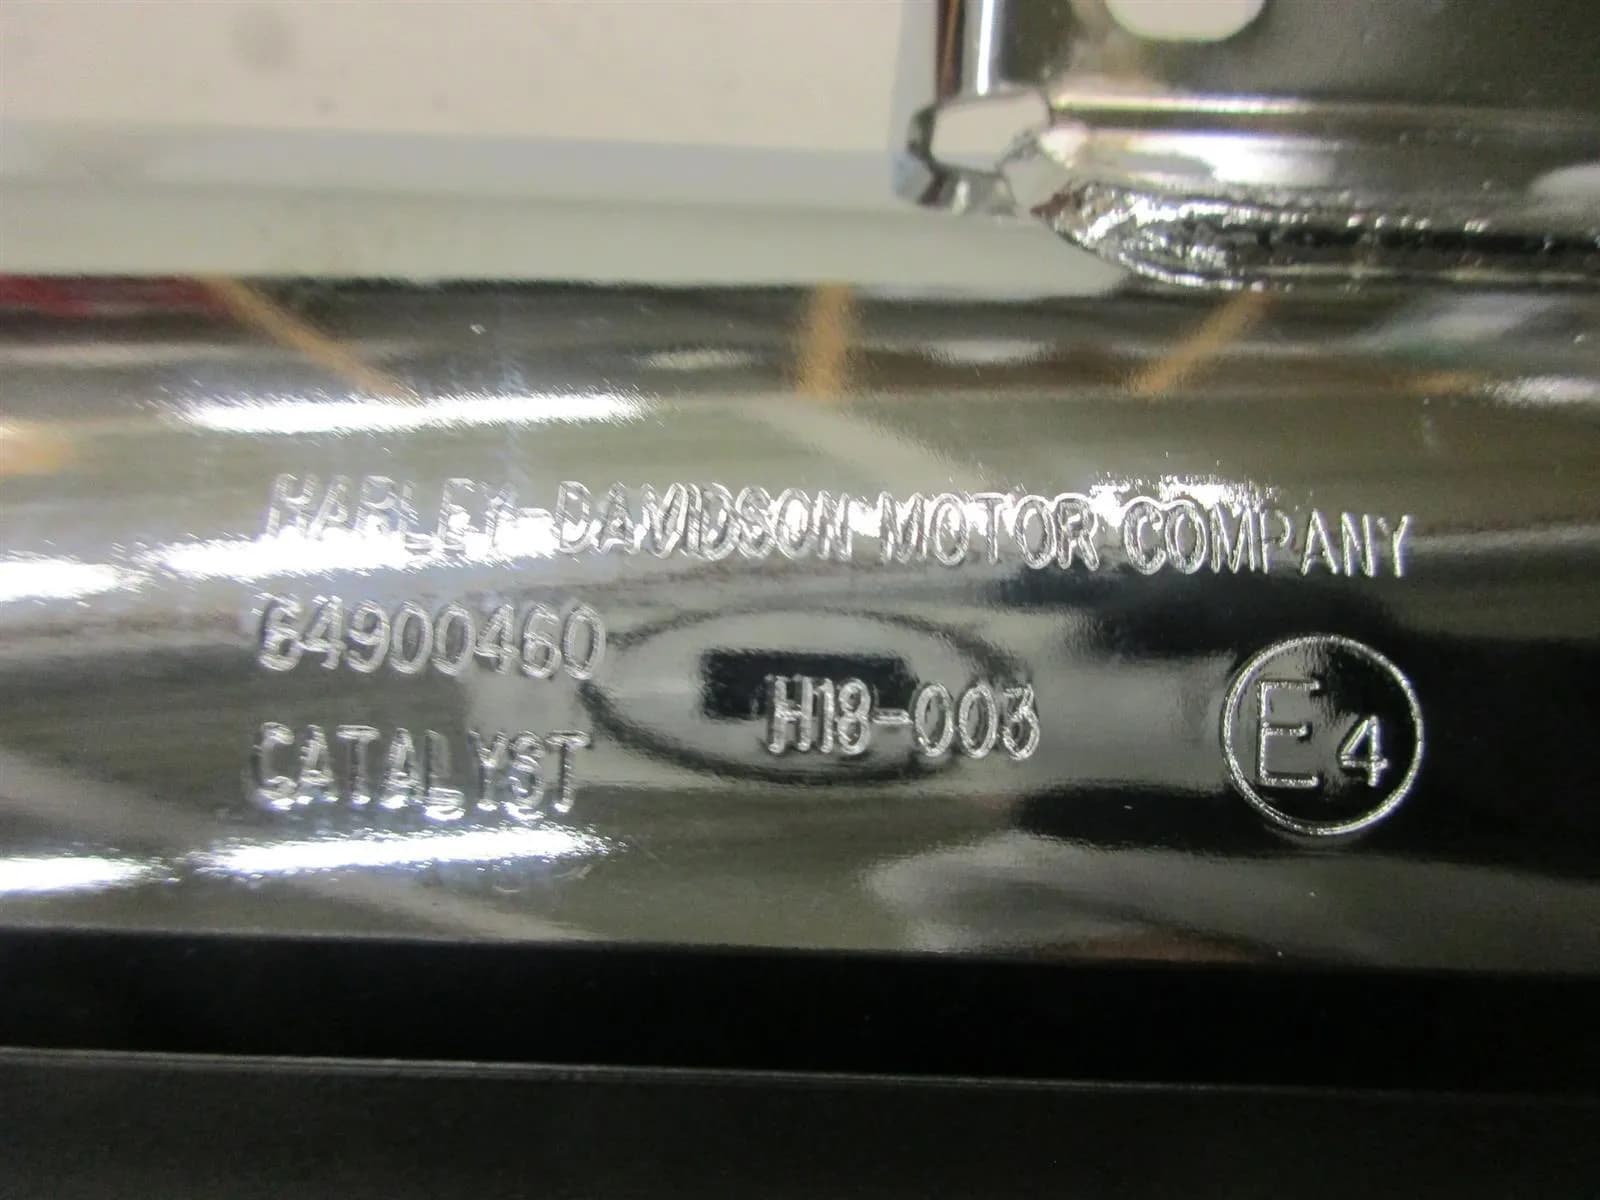 HARLEY-DAVIDSON MOTOR COMPANY
64900460
H18-003
E4
CATALYST